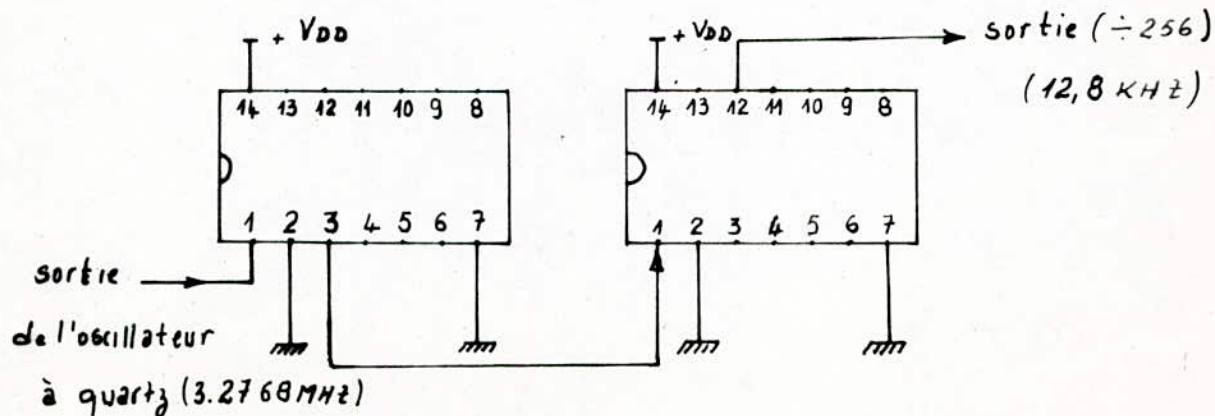 + VDD
+ VDD
sortie (÷256)
(12,8 KHZ)
14 13 12 11 10 9 8
14 13 12 11 10 9 8
1 2 3 4 5 6 7
1 2 3 4 5 6 7
sortie
de l'oscillateur
à quartz (3.2768MHZ)